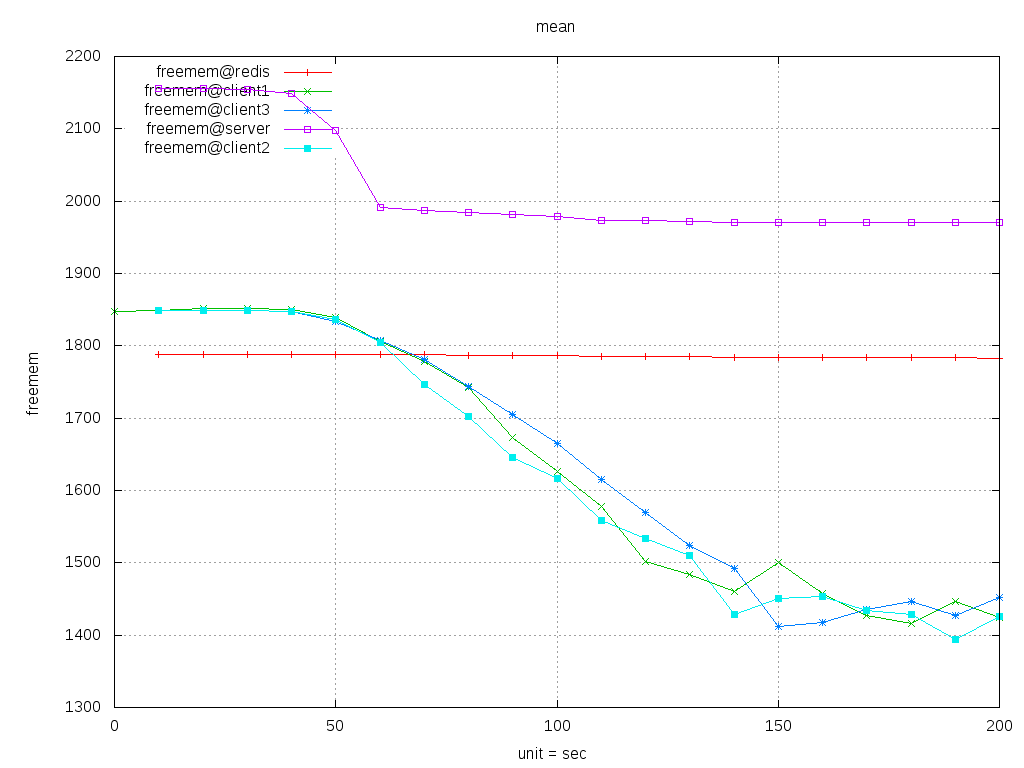 mean
2200
2100
2000
1900
1800
1700
1600
1500
1400
1300
freemem
freemem@redis
freemem@client1
freemem@client3
freemem@server
freemem@client2
0 50 100 150 200
unit = sec